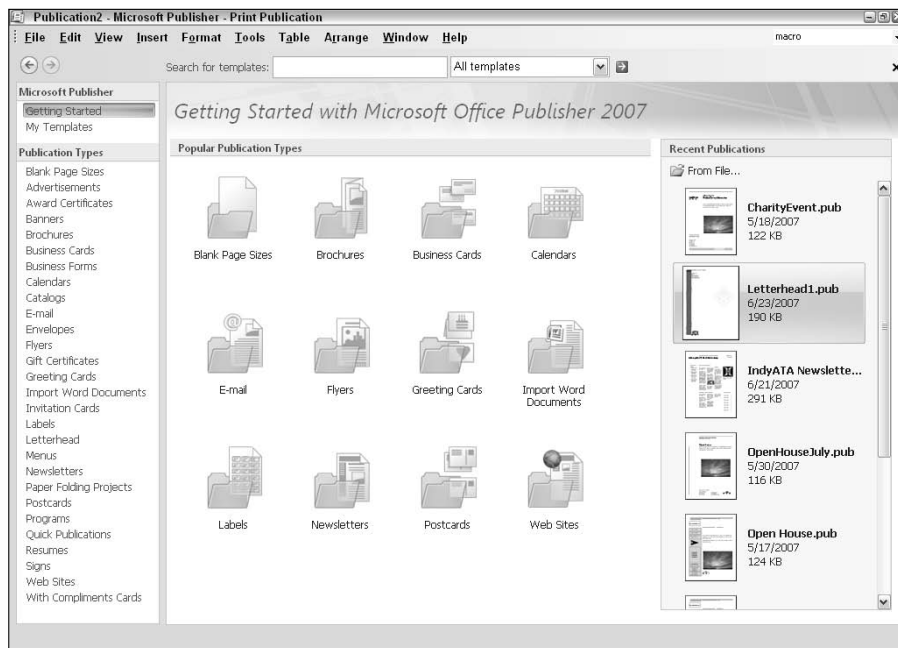 Publication2 - Microsoft Publisher - Print Publication
File Edit View Insert Format Tools Table Arrange Window Help
macro
Search for templates:
All templates
Microsoft Publisher
Getting Started
My Templates
Publication Types
Blank Page Sizes
Advertisements
Award Certificates
Banners
Brochures
Business Cards
Business Forms
Calendars
Catalogs
E-mail
Envelopes
Flyers
Gift Certificates
Greeting Cards
Import Word Documents
Invitation Cards
Labels
Letterhead
Menus
Newsletters
Paper Folding Projects
Postcards
Programs
Quick Publications
Resumes
Signs
Web Sites
With Compliments Cards
Getting Started with Microsoft Office Publisher 2007
Popular Publication Types
Blank Page Sizes
Brochures
Business Cards
Calendars
E-mail
Flyers
Greeting Cards
Import Word
Documents
Labels
Newsletters
Postcards
Web Sites
Recent Publications
From File...
CharityEvent.pub
5/18/2007
122 KB
Letterhead1.pub
6/23/2007
190 KB
IndyATA Newslette...
6/21/2007
291 KB
OpenHouseJuly.pub
5/30/2007
116 KB
Open House.pub
5/17/2007
124 KB